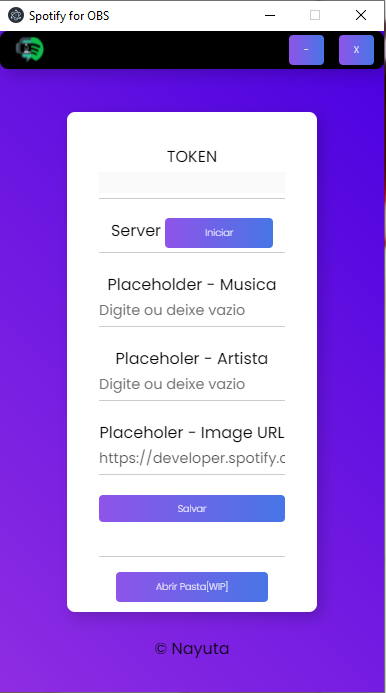 Spotify for OBS
- X
TOKEN
Server Iniciar
Placeholder - Musica
Digite ou deixe vazio
Placeholer - Artista
Digite ou deixe vazio
Placeholer - Image URL
https://developer.spotify.c
Salvar
Abrir Pasta[WIP]
© Nayuta